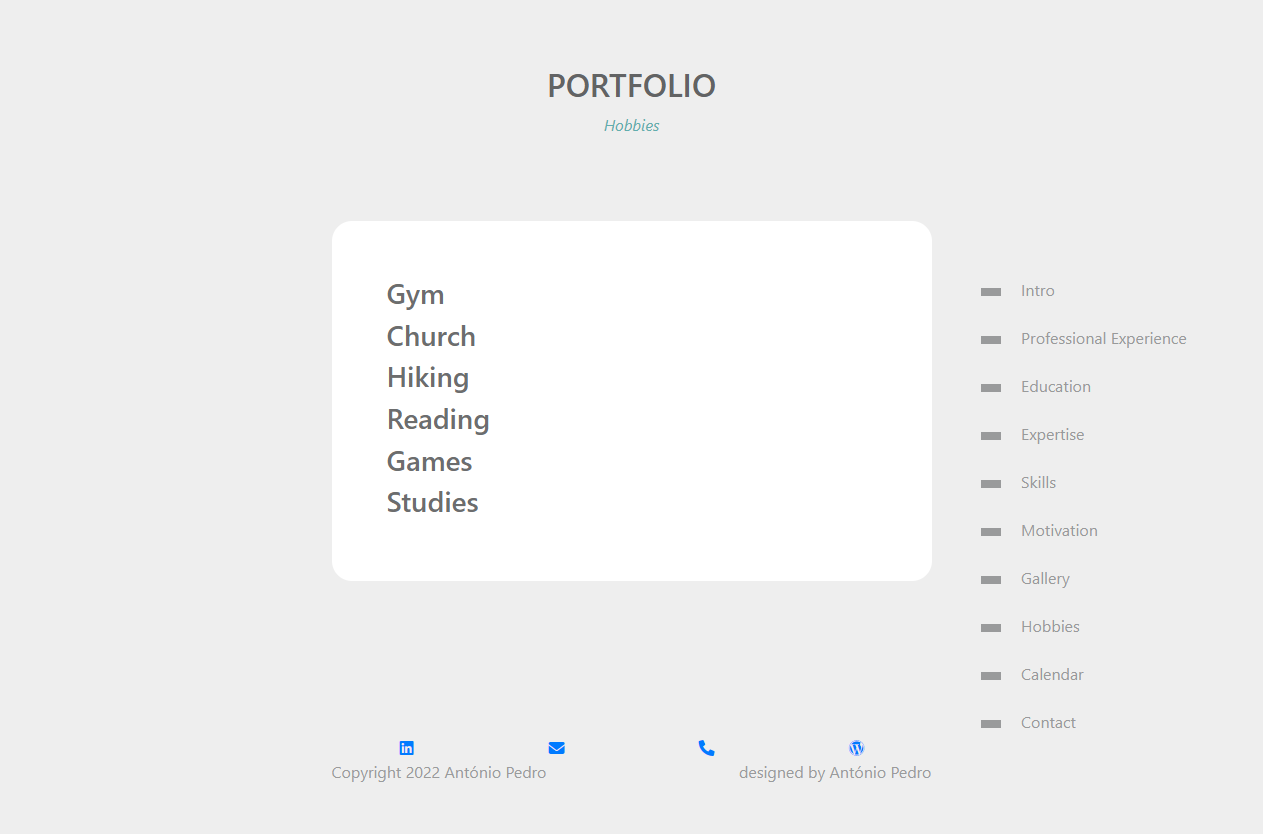 PORTFOLIO
Hobbies
Gym
Church
Hiking
Reading
Games
Studies
Intro
Professional Experience
Education
Expertise
Skills
Motivation
Gallery
Hobbies
Calendar
Contact
Copyright 2022 António Pedro
designed by António Pedro